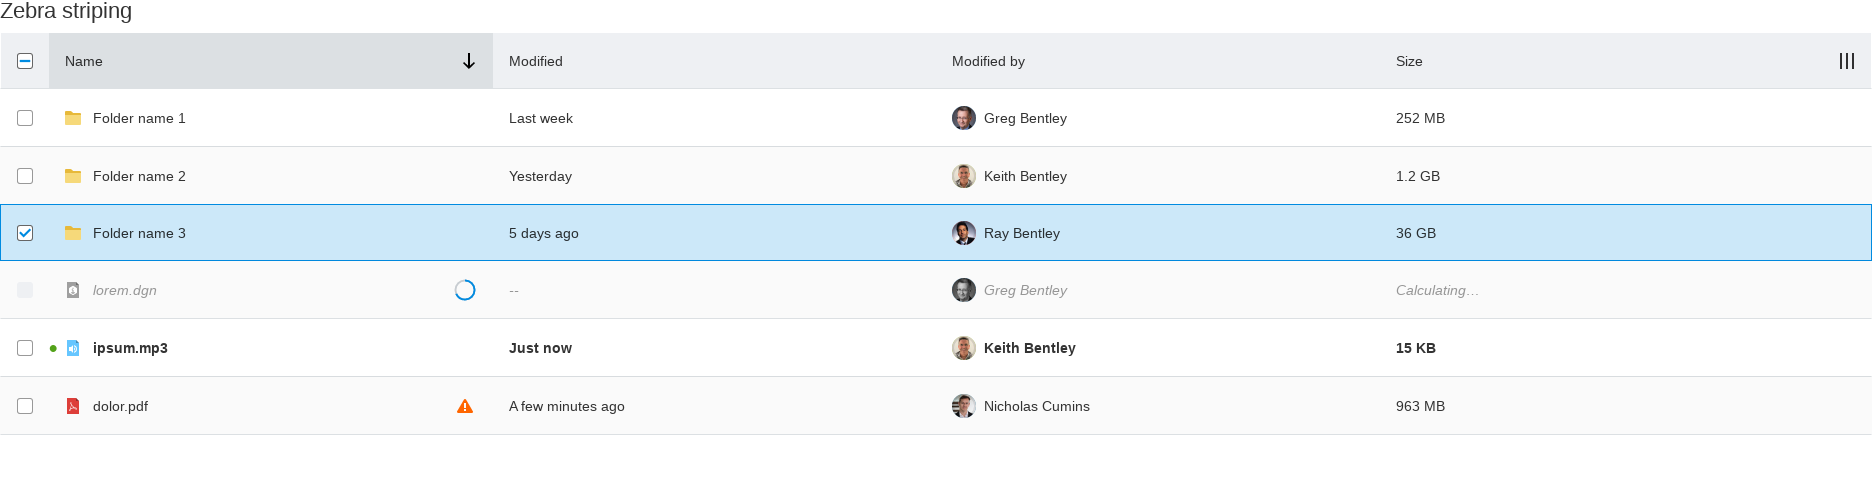 Zebra striping
Name Modified Modified by Size
Folder name 1 Last week Greg Bentley 252 MB
Folder name 2 Yesterday Keith Bentley 1.2 GB
Folder name 3 5 days ago Ray Bentley 36 GB
lorem.dgn -- Greg Bentley Calculating…
ipsum.mp3 Just now Keith Bentley 15 KB
dolor.pdf A few minutes ago Nicholas Cumins 963 MB